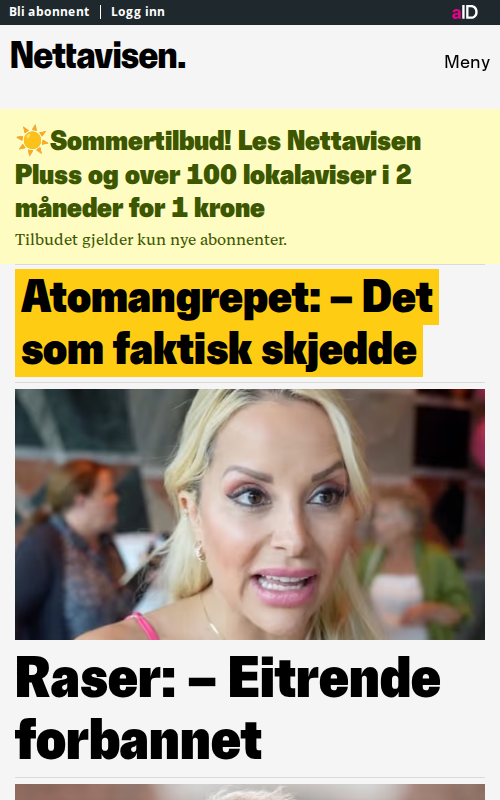 Bli abonnent | Logg inn
aID
Nettavisen.
Meny
☀️Sommertilbud! Les Nettavisen
Pluss og over 100 lokalaviser i 2
måneder for 1 krone
Tilbudet gjelder kun nye abonnenter.
Atomangrepet: – Det
som faktisk skjedde
Raser: – Eitrende
forbannet